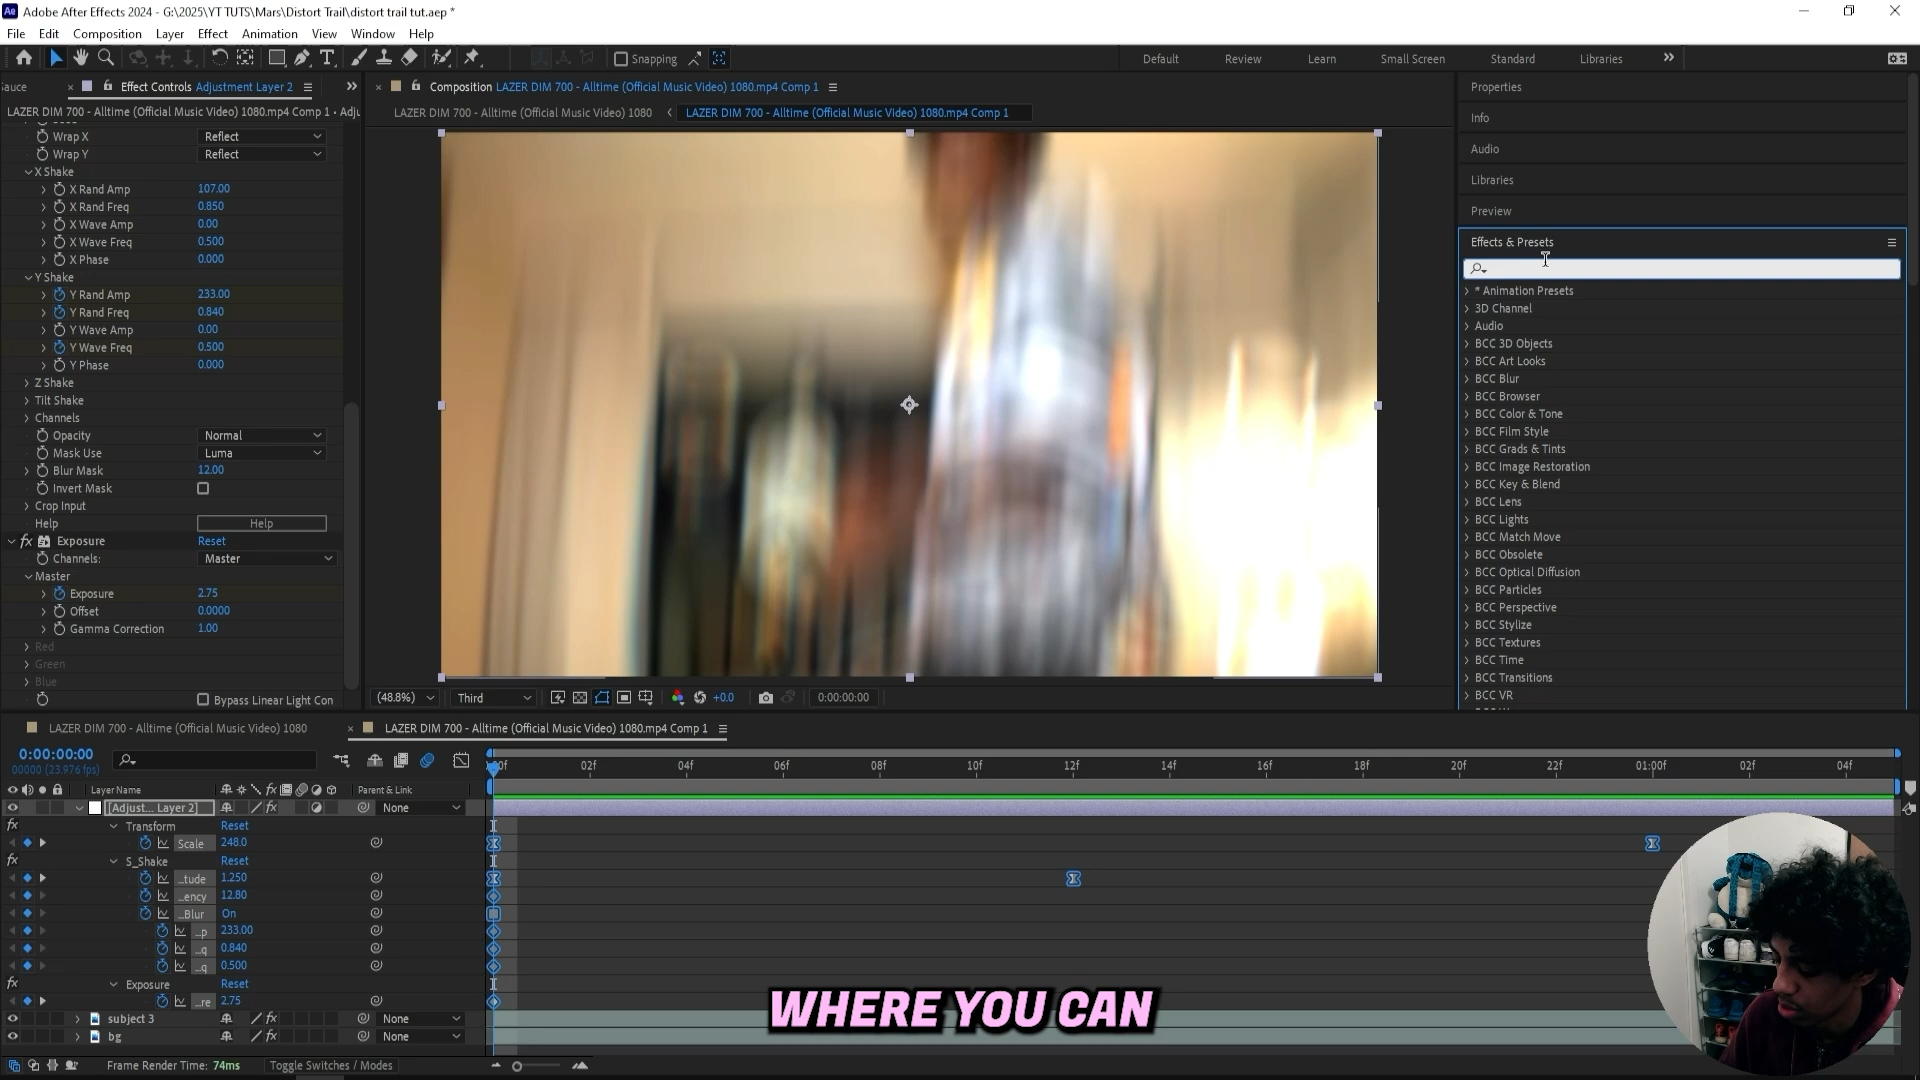 Adobe After Effects 2024 - G:\2025\YT TUTS\Mars\Distort Trail\distort trail tut.aep *
File Edit Composition Layer Effect Animation View Window Help
Snapping
Default Review Learn Small Screen Standard Libraries
auce
Effect Controls Adjustment Layer 2
LAZER DIM 700 - Alltime (Official Music Video) 1080.mp4 Comp 1 • Adju
Wrap X Reflect
Wrap Y Reflect
X Shake
X Rand Amp 107.00
X Rand Freq 0.850
X Wave Amp 0.00
X Wave Freq 0.500
X Phase 0.000
Y Shake
Y Rand Amp 233.00
Y Rand Freq 0.840
Y Wave Amp 0.00
Y Wave Freq 0.500
Y Phase 0.000
Z Shake
Tilt Shake
Channels
Opacity Normal
Mask Use Luma
Blur Mask 12.00
Invert Mask
Crop Input
Help Help
fx Exposure Reset
Channels: Master
Master
Exposure 2.75
Offset 0.0000
Gamma Correction 1.00
Red
Green
Blue
Bypass Linear Light Con
Composition LAZER DIM 700 - Alltime (Official Music Video) 1080.mp4 Comp 1
LAZER DIM 700 - Alltime (Official Music Video) 1080 LAZER DIM 700 - Alltime (Official Music Video) 1080.mp4 Comp 1
(48.8%) Third +0.0 0:00:00:00
Properties
Info
Audio
Libraries
Preview
Effects & Presets
* Animation Presets
3D Channel
Audio
BCC 3D Objects
BCC Art Looks
BCC Blur
BCC Browser
BCC Color & Tone
BCC Film Style
BCC Grads & Tints
BCC Image Restoration
BCC Key & Blend
BCC Lens
BCC Lights
BCC Match Move
BCC Obsolete
BCC Optical Diffusion
BCC Particles
BCC Perspective
BCC Stylize
BCC Textures
BCC Time
BCC Transitions
BCC VR
LAZER DIM 700 - Alltime (Official Music Video) 1080 LAZER DIM 700 - Alltime (Official Music Video) 1080.mp4 Comp 1
0:00:00:00
00000 (23.976 fps)
00f 02f 04f 06f 08f 10f 12f 14f 16f 18f 20f 22f 01:00f 02f 04f
Layer Name Parent & Link
[Adjust... Layer 2] None
fx Transform Reset
Scale 248.0
fx S_Shake Reset
...tude 1.250
...ency 12.80
...Blur On
...p 233.00
...q 0.840
...q 0.500
fx Exposure Reset
...re 2.75
subject 3 None
bg None
Frame Render Time: 74ms Toggle Switches / Modes
WHERE YOU CAN